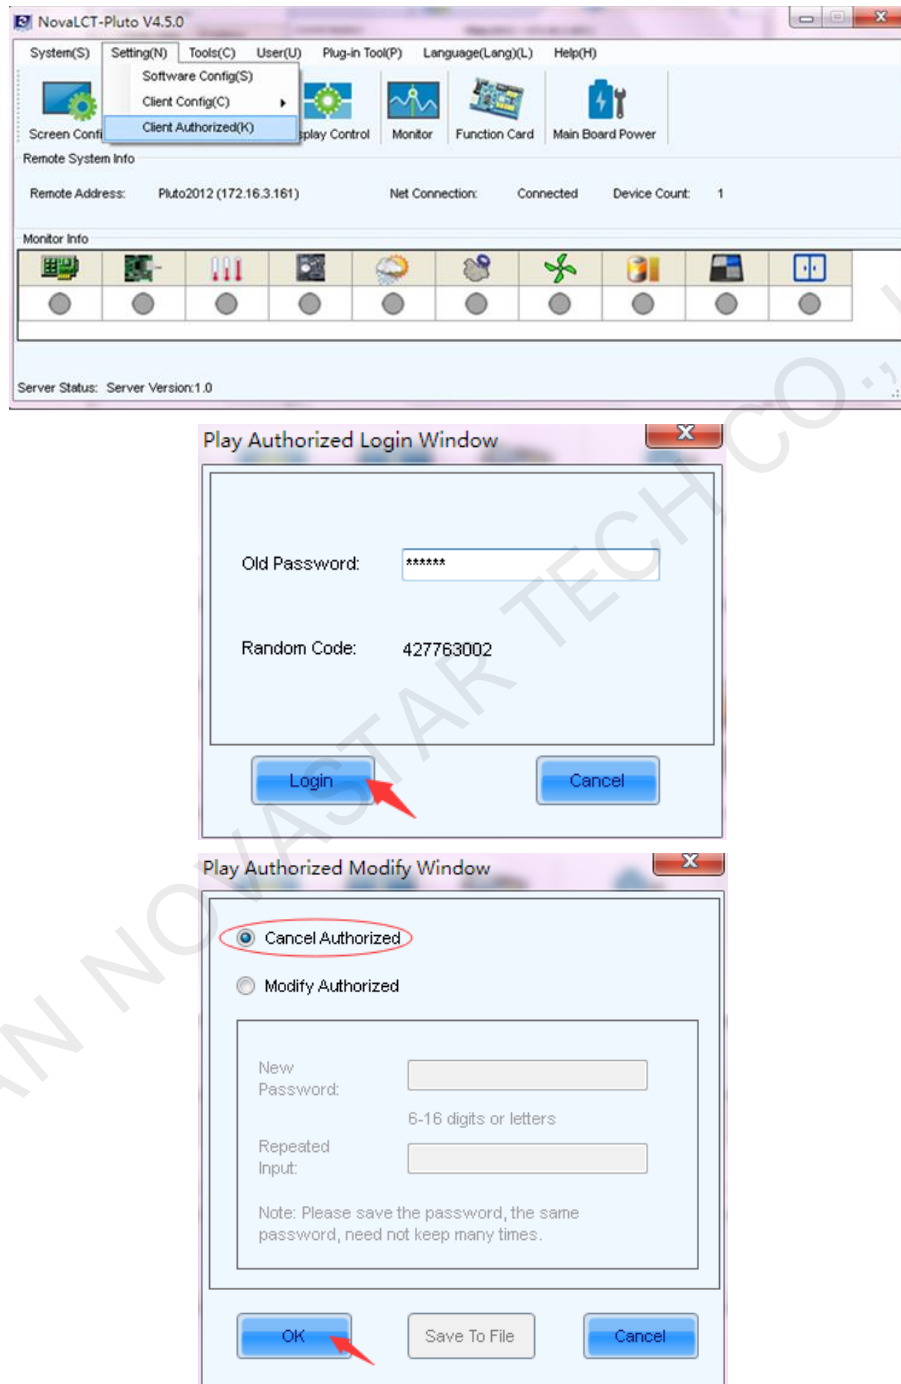 NovaLCT-Pluto V4.5.0
System(S) Setting(N) Tools(C) User(U) Plug-in Tool(P) Language(Lang)(L) Help(H)
Software Config(S)
Client Config(C)
Client Authorized(K)
Screen Confi splay Control Monitor Function Card Main Board Power
Remote System Info
Remote Address: Pluto2012 (172.16.3.161) Net Connection: Connected Device Count: 1
Monitor Info
Server Status: Server Version:1.0
Play Authorized Login Window
Old Password: ******
Random Code: 427763002
Login Cancel
Play Authorized Modify Window
Cancel Authorized
Modify Authorized
New
Password:
6-16 digits or letters
Repeated
Input:
Note: Please save the password, the same
password, need not keep many times.
OK Save To File Cancel
AN NOVASTAR TECH CO.,